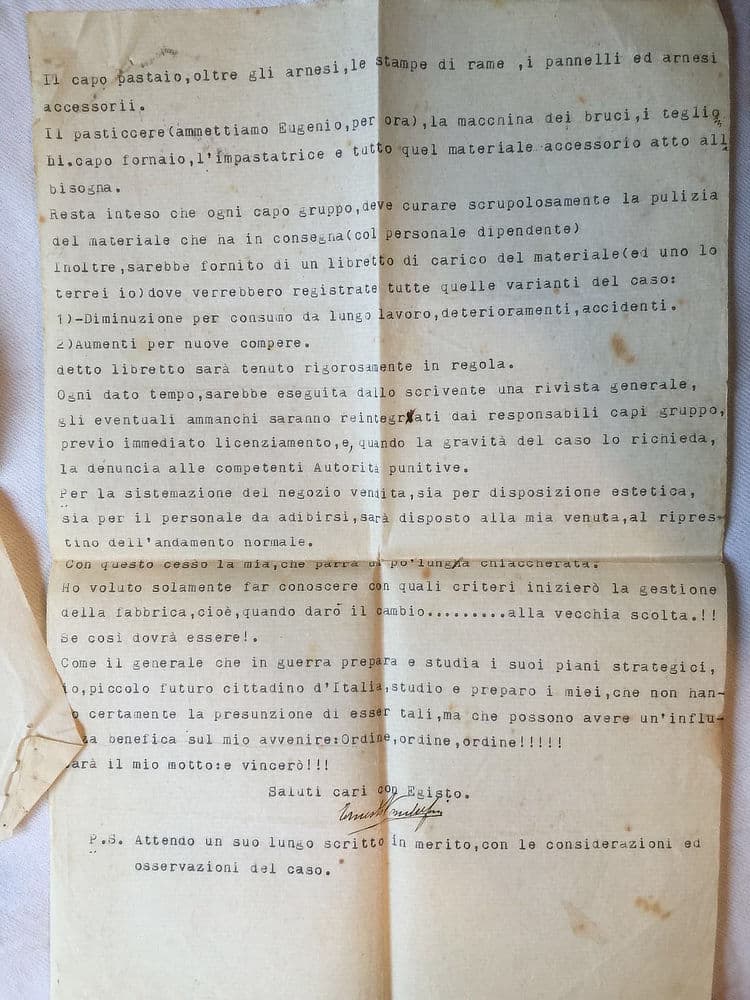 Il capo pastaio,oltre gli arnesi,le stampe di rame ,i pannelli ed arnesi
accessorii.
Il pasticcere(ammettiamo Eugenio,per ora),la macchina dei bruci,i teglio
ni.capo fornaio,l'impastatrice e tutto quel materiale accessorio atto all
bisogna.
Resta inteso che ogni capo gruppo,deve curare scrupolosamente la pulizia
del materiale che ha in consegna(col personale dipendente)
Inoltre,sarebbe fornito di un libretto di carico del materiale(ed uno lo
terrei io)dove verrebbero registrate tutte quelle varianti del caso:
1)-Diminuzione per consumo da lungo lavoro,deterioramenti,accidenti.
2)Aumenti per nuove compere.
detto libretto sarà tenuto rigorosamente in regola.
Ogni dato tempo,sarebbe eseguita dallo scrivente una rivista generale,
gli eventuali ammanchi saranno reintegrati dai responsabili capi gruppo,
previo immediato licenziamento,e,quando la gravità del caso lo richieda,
la denuncia alle competenti Autorità punitive.
Per la sistemazione del negozio vendita,sia per disposizione estetica,
sia per il personale da adibirsi,sarà disposto alla mia venuta,al ripres-
tino dell'andamento normale.
Con questo cesso la mia,che parrà un po'lungha chiaccherata.
Ho voluto solamente far conoscere con quali criteri inizierò la gestione
della fabbrica,cioè,quando darò il cambio.........alla vecchia scolta.!!
Se così dovrà essere!.
Come il generale che in guerra prepara e studia i suoi piani strategici,
io,piccolo futuro cittadino d'Italia,studio e preparo i miei,che non han-
o certamente la presunzione di esser tali,ma che possono avere un'influ-
za benefica sul mio avvenire:Ordine,ordine,ordine!!!!!
arà il mio motto:e vincerò!!!
Saluti cari con Egisto.
P.S. Attendo un suo lungo scritto in merito,con le considerazioni ed
osservazioni del caso.